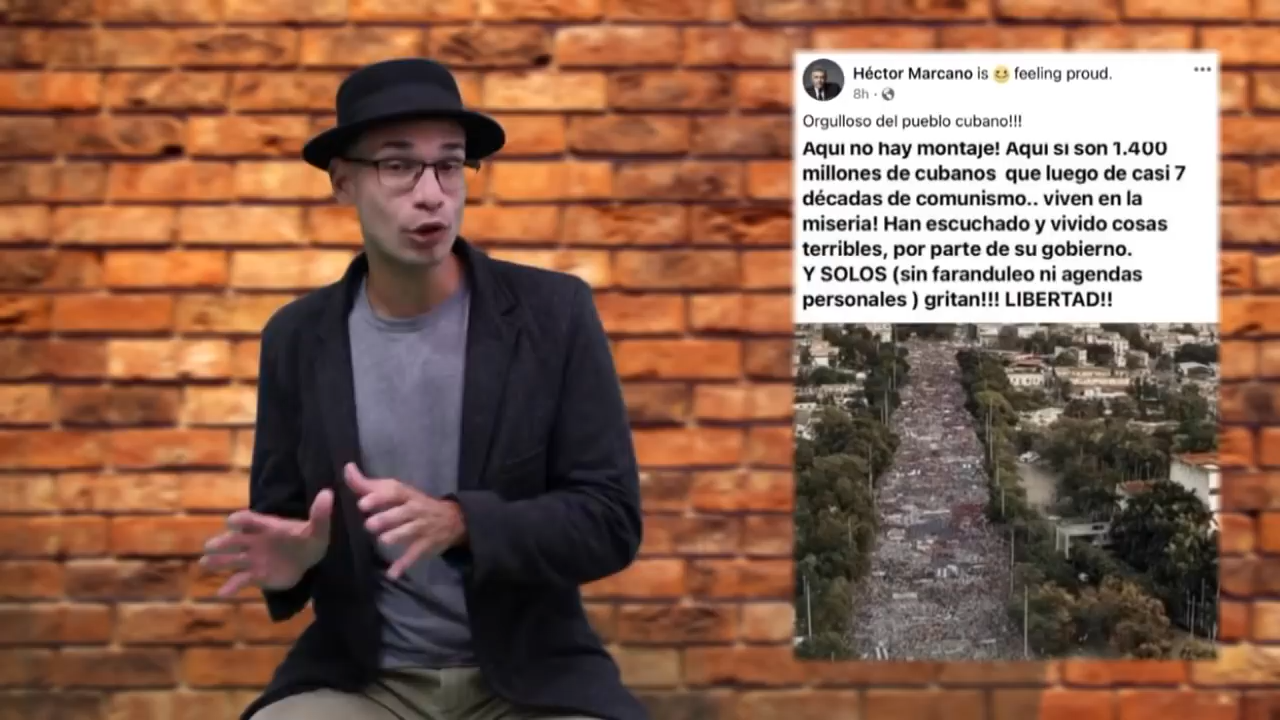 Héctor Marcano is 😆 feeling proud.
8h ·
Orgulloso del pueblo cubano!!!
Aqui no hay montaje! Aqui si son 1.400
millones de cubanos que luego de casi 7
décadas de comunismo.. viven en la
miseria! Han escuchado y vivido cosas
terribles, por parte de su gobierno.
Y SOLOS (sin faranduleo ni agendas
personales ) gritan!!! LIBERTAD!!